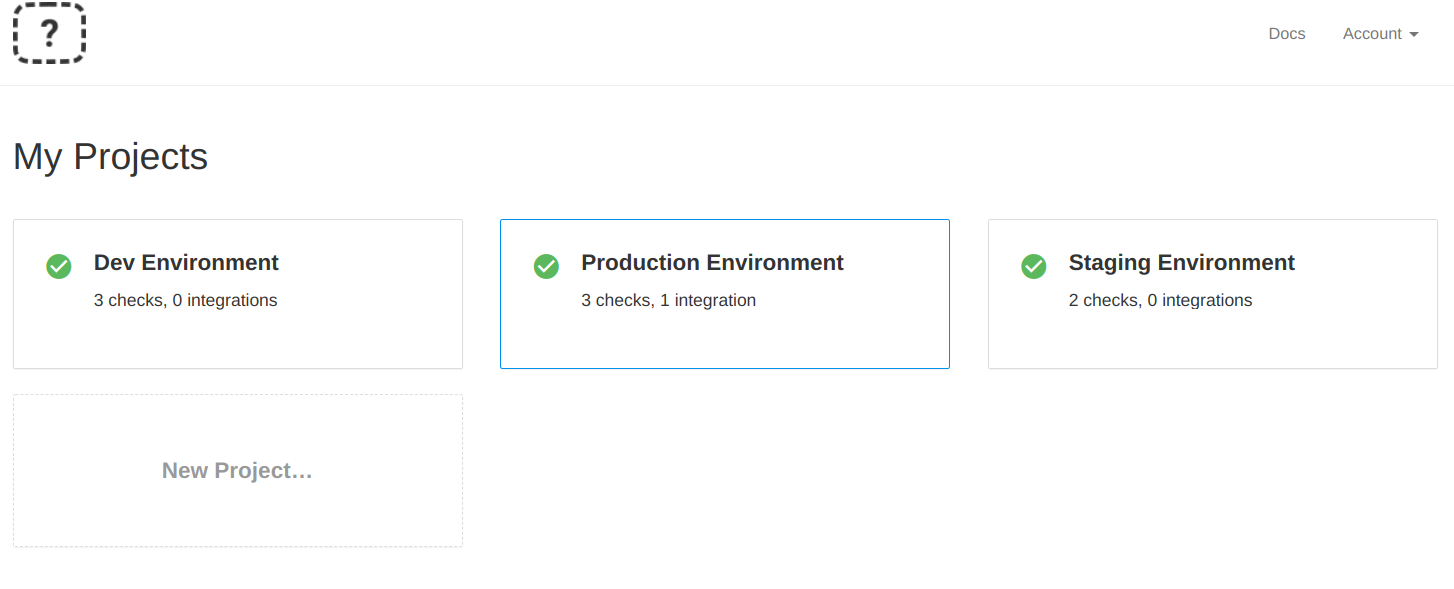 ?
Docs
Account
My Projects
Dev Environment
3 checks, 0 integrations
Production Environment
3 checks, 1 integration
Staging Environment
2 checks, 0 integrations
New Project…